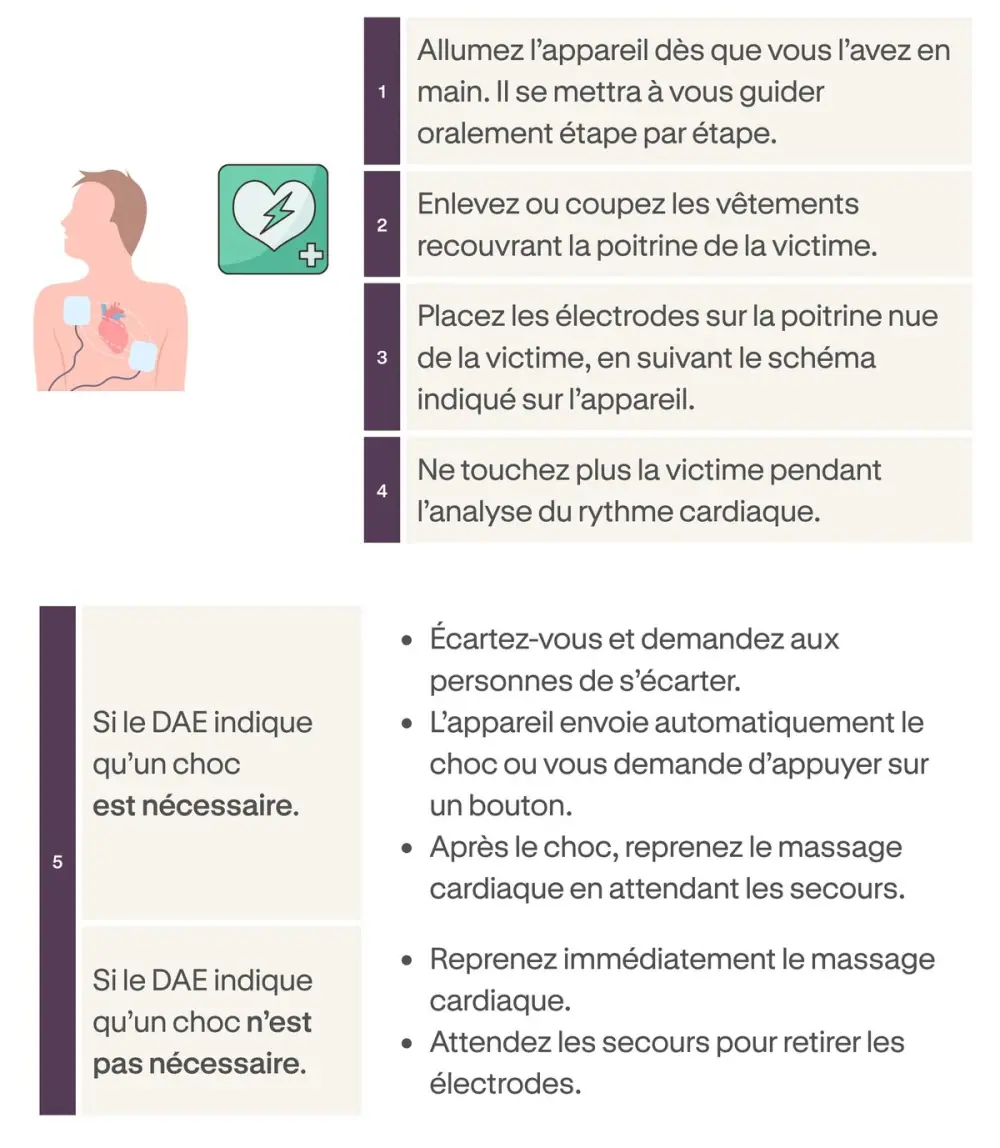 1
Allumez l’appareil dès que vous l’avez en
main. Il se mettra à vous guider
oralement étape par étape.
2
Enlevez ou coupez les vêtements
recouvrant la poitrine de la victime.
3
Placez les électrodes sur la poitrine nue
de la victime, en suivant le schéma
indiqué sur l’appareil.
4
Ne touchez plus la victime pendant
l’analyse du rythme cardiaque.
5
Si le DAE indique
qu’un choc
est nécessaire.
• Écartez-vous et demandez aux
personnes de s’écarter.
• L’appareil envoie automatiquement le
choc ou vous demande d’appuyer sur
un bouton.
• Après le choc, reprenez le massage
cardiaque en attendant les secours.
Si le DAE indique
qu’un choc n’est
pas nécessaire.
• Reprenez immédiatement le massage
cardiaque.
• Attendez les secours pour retirer les
électrodes.